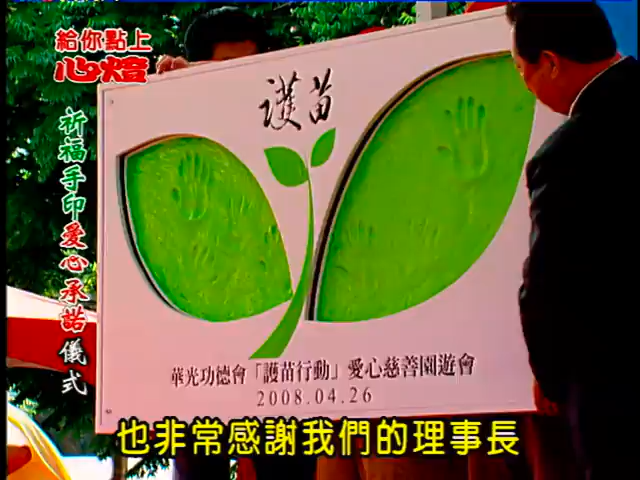 給你點上
心燈
祈福手印愛心承諾儀式
護苗
華光功德會「護苗行動」愛心慈善園遊會
2008.04.26
也非常感謝我們的理事長